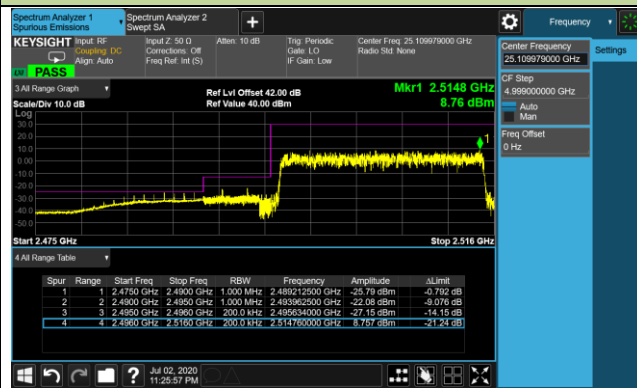 Spectrum Analyzer 1
Spurious Emissions
Spectrum Analyzer 2
Swept SA
Frequency
KEYSIGHT
Input: RF
Coupling: DC
Align: Auto
Input Z: 50 Ω
Corrections: Off
Freq Ref: Int (S)
Atten: 10 dB
Trig: Periodic
Gate: LO
IF Gain: Low
Center Freq: 25.109979000 GHz
Radio Std: None
PASS
Center Frequency
25.109979000 GHz
Settings
CF Step
4.999000000 GHz
Auto
Man
Freq Offset
0 Hz
3 All Range Graph
Ref Lvl Offset 42.00 dB
Mkr1 2.5148 GHz
Scale/Div 10.0 dB
Ref Value 40.00 dBm
8.76 dBm
Log
30.0
20.0
10.0
0.00
-10.0
-20.0
-30.0
-40.0
-50.0
1
Start 2.475 GHz
Stop 2.516 GHz
4 All Range Table
Spur Range Start Freq Stop Freq RBW Frequency Amplitude ΔLimit
1 1 2.4750 GHz 2.4900 GHz 1.000 MHz 2.489212500 GHz -25.79 dBm -0.792 dB
2 2 2.4900 GHz 2.4950 GHz 1.000 MHz 2.493962500 GHz -22.08 dBm -9.076 dB
3 3 2.4950 GHz 2.4960 GHz 200.0 kHz 2.495634000 GHz -27.15 dBm -14.15 dB
4 4 2.4960 GHz 2.5160 GHz 200.0 kHz 2.514760000 GHz 8.757 dBm -21.24 dB
?
Jul 02, 2020
11:25:57 PM